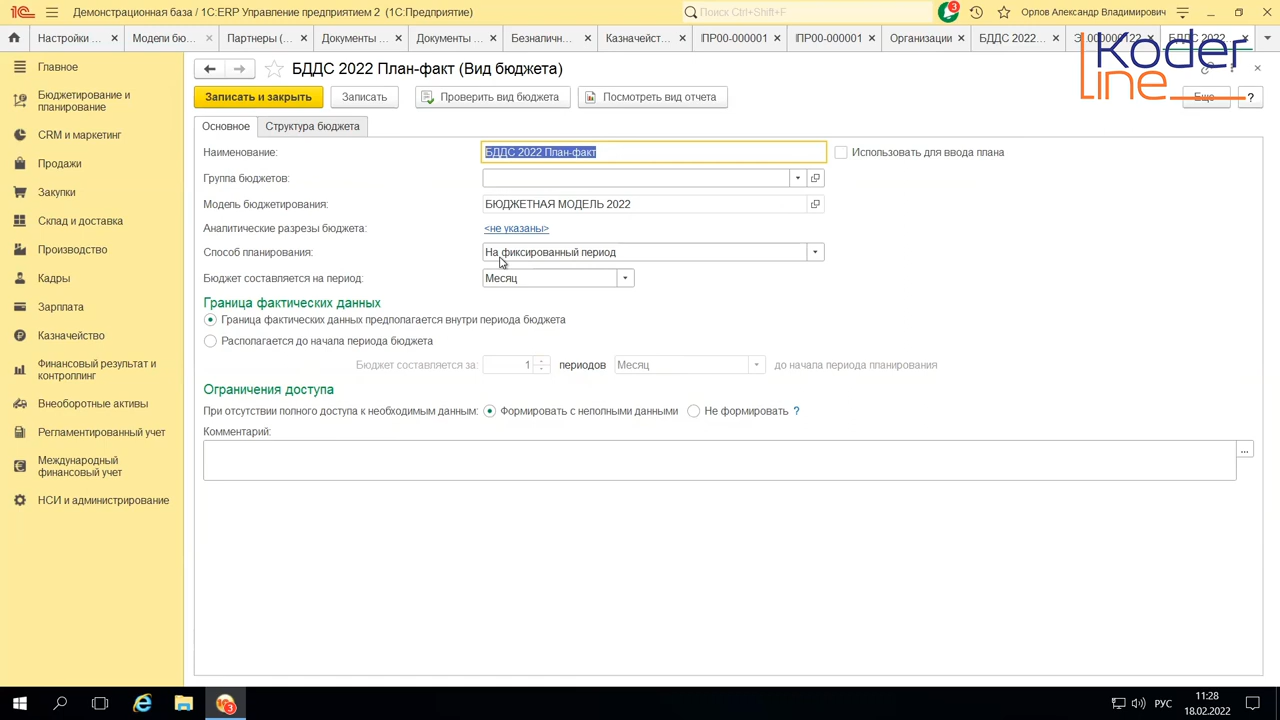 Демонстрационная база / 1С:ERP Управление предприятием 2 (1С:Предприятие)
Поиск Ctrl+Shift+F
3
Орлов Александр Владимирович
Настройки ...
Модели бю...
Партнеры (...
Документы ...
Документы ...
Безналичн...
Казначейст...
ІПР00-000001
ІПР00-000001
Организации
БДДС 2022...
БДДС 2022
Koder
line
Главное
Бюджетирование и
планирование
CRM и маркетинг
Продажи
Закупки
Склад и доставка
Производство
Кадры
Зарплата
Казначейство
Финансовый результат и
контроллинг
Внеоборотные активы
Регламентированный учет
Международный
финансовый учет
НСИ и администрирование
БДДС 2022 План-факт (Вид бюджета)
Записать и закрыть
Записать
Проверить вид бюджета
Посмотреть вид отчета
Еще
?
Основное
Структура бюджета
Наименование:
БДДС 2022 План-факт
Использовать для ввода плана
Группа бюджетов:
Модель бюджетирования:
БЮДЖЕТНАЯ МОДЕЛЬ 2022
Аналитические разрезы бюджета:
<не указаны>
Способ планирования:
На фиксированный период
Бюджет составляется на период:
Месяц
Граница фактических данных
Граница фактических данных предполагается внутри периода бюджета
Располагается до начала периода бюджета
Бюджет составляется за:
1
периодов
Месяц
до начала периода планирования
Ограничения доступа
При отсутствии полного доступа к необходимым данным:
Формировать с неполными данными
Не формировать
?
Комментарий:
...
3
РУС
11:28
18.02.2022